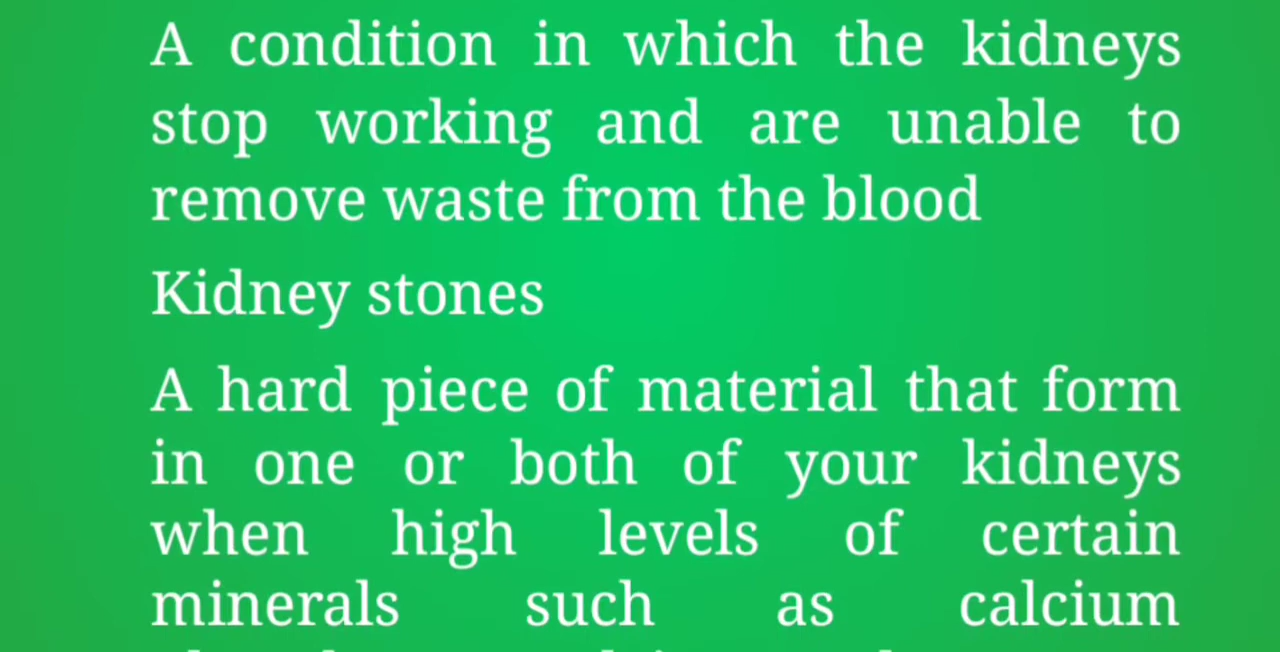 A condition in which the kidneys
stop working and are unable to
remove waste from the blood
Kidney stones
A hard piece of material that form
in one or both of your kidneys
when high levels of certain
minerals such as calcium